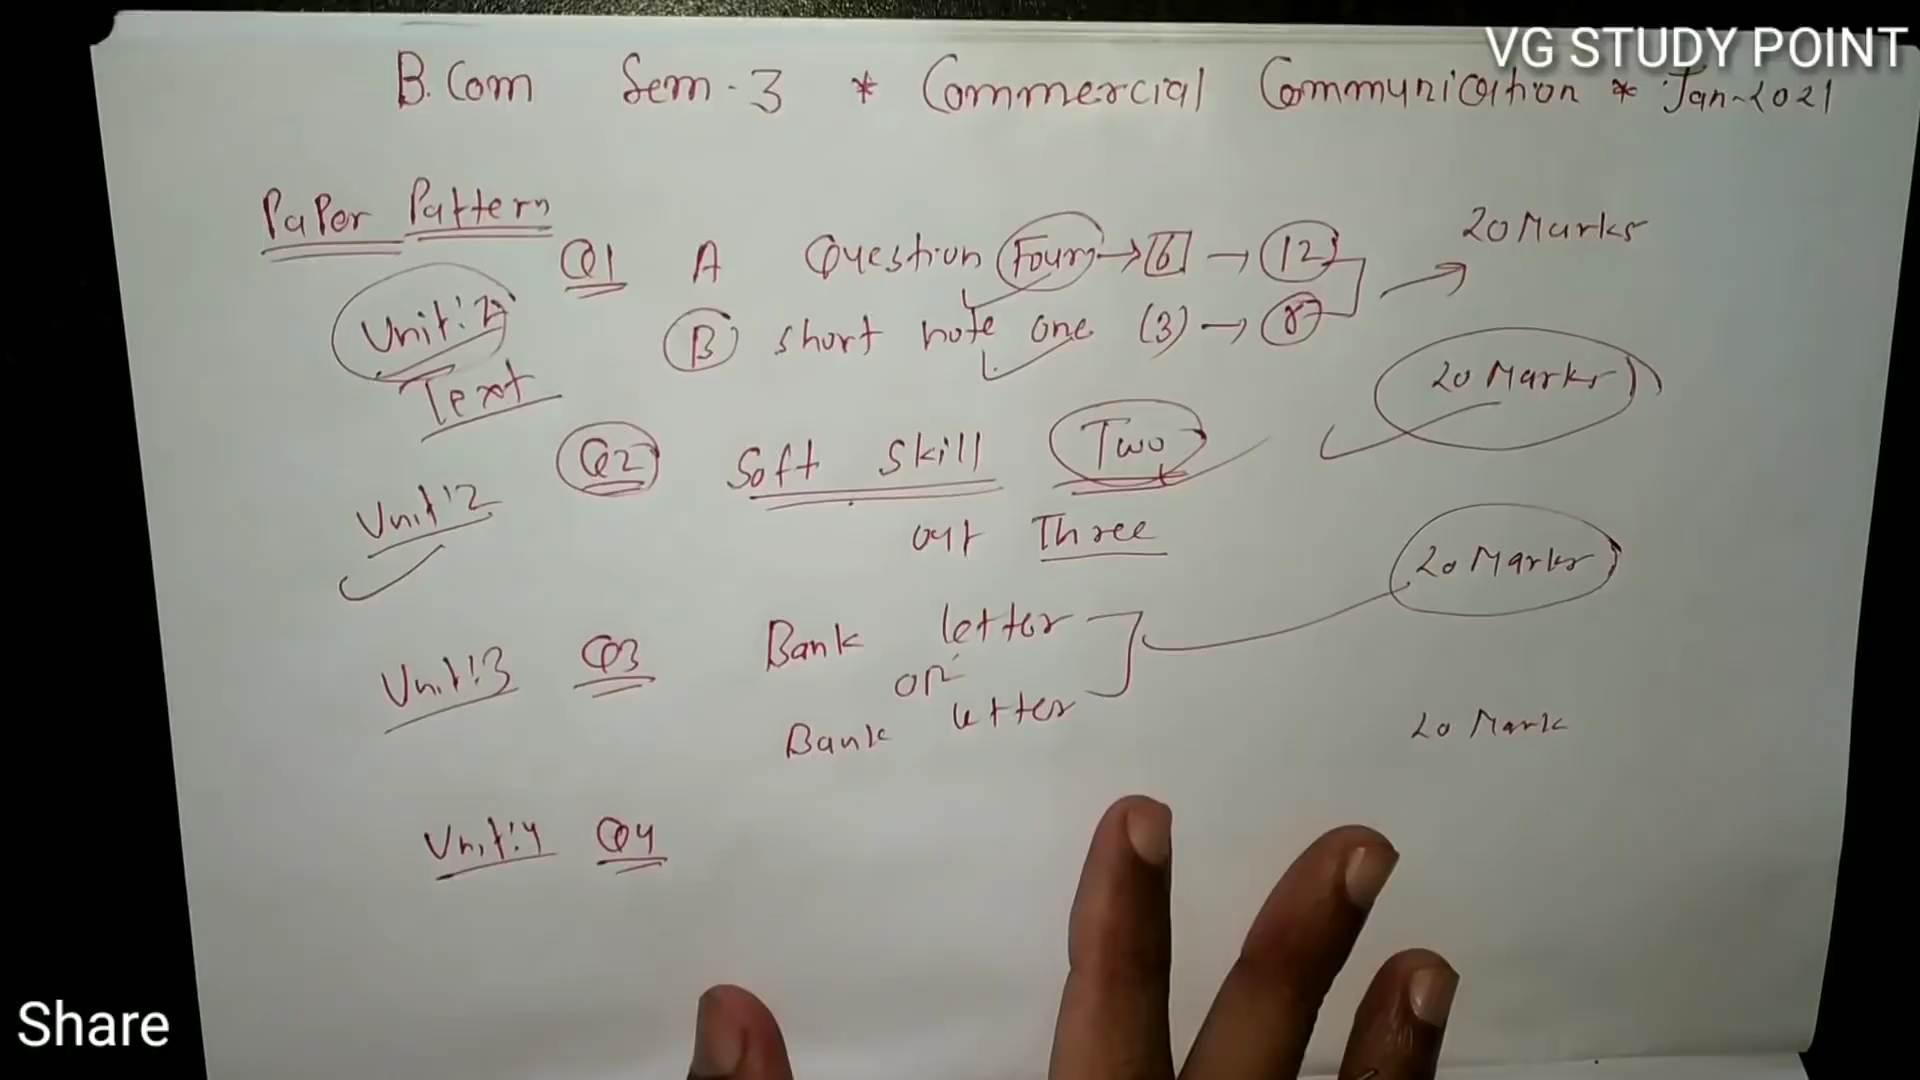 VG STUDY POINT
B.Com Sem-3 * Commercial Communication * Jan-2021
PaPer Pattern
Q1 A Question Four → 6 → 12 → 20 Marks
Unit:1
B short note one (3) → 8
Text
20 Marks
Q2 Soft Skill Two
Unit:2
out Three
20 Marks
Unit:3 Q3 Bank letter
or
Bank letter
20 Mark
Unit:4 Q4
Share